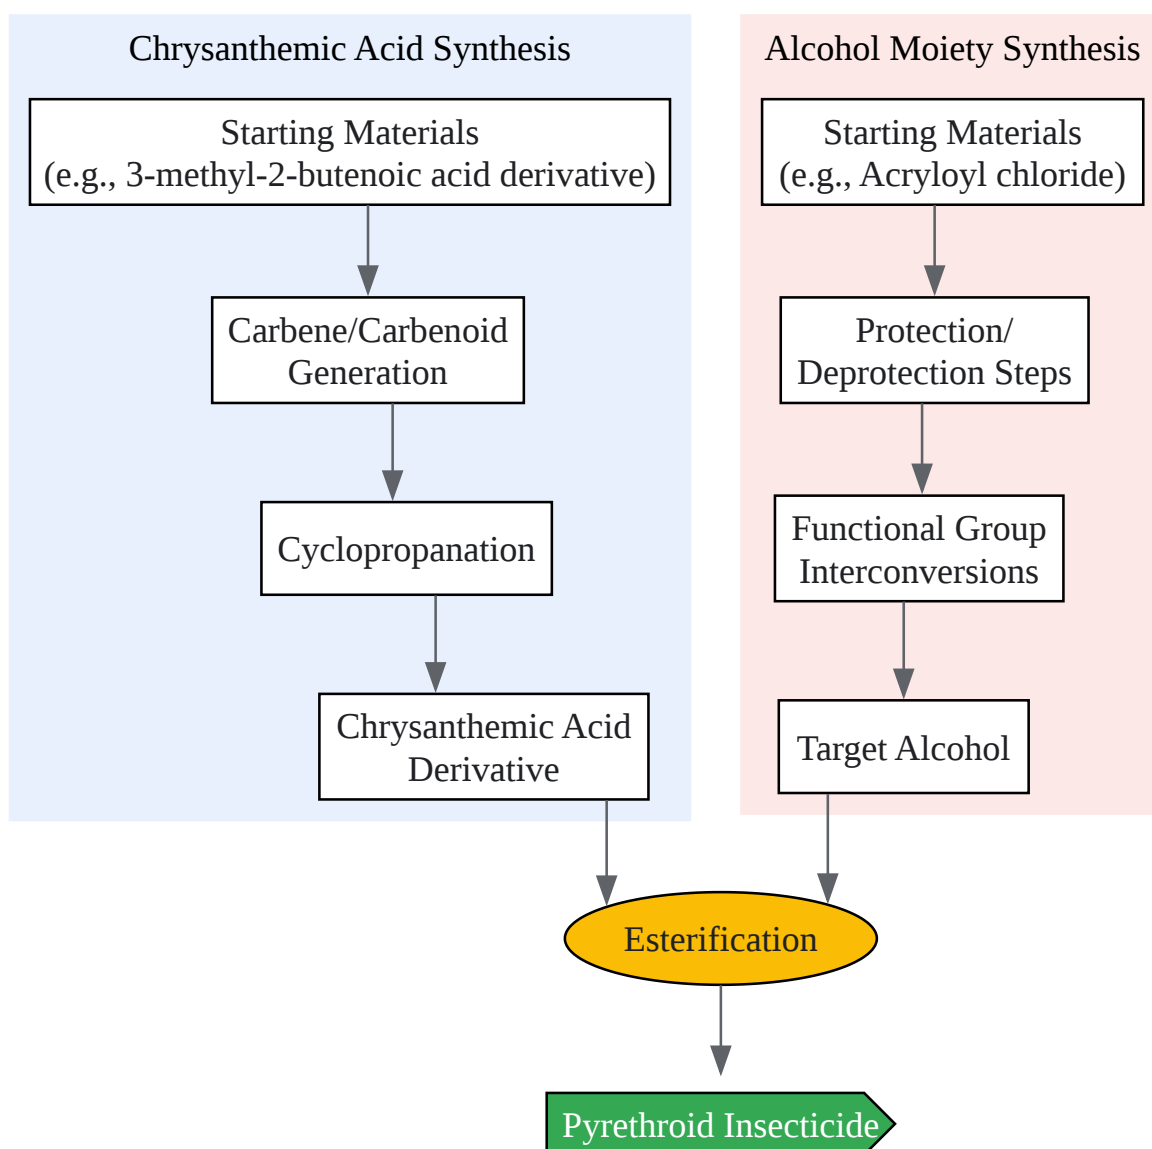 Chrysanthemic Acid Synthesis
Starting Materials
(e.g., 3-methyl-2-butenoic acid derivative)
Carbene/Carbenoid
Generation
Cyclopropanation
Chrysanthemic Acid
Derivative
Alcohol Moiety Synthesis
Starting Materials
(e.g., Acryloyl chloride)
Protection/
Deprotection Steps
Functional Group
Interconversions
Target Alcohol
Esterification
Pyrethroid Insecticide